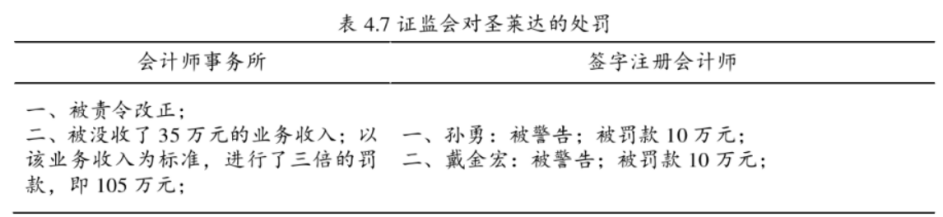 表 4.7 证监会对圣莱达的处罚
会计师事务所 签字注册会计师
一、被责令改正；
二、被没收了 35 万元的业务收入；以
该业务收入为标准，进行了三倍的罚
款，即 105 万元；
一、孙勇：被警告；被罚款 10 万元；
二、戴金宏：被警告；被罚款 10 万元；